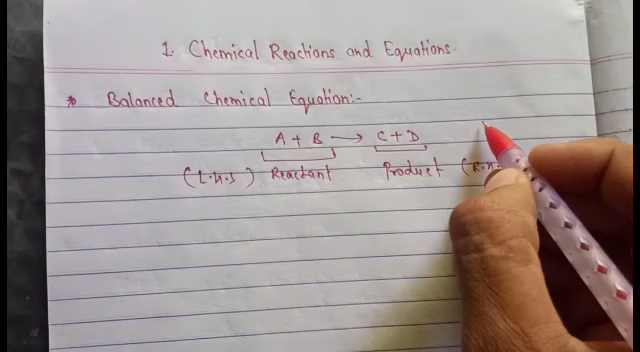 1. Chemical Reactions and Equations.
* Balanced Chemical Equation:-
A + B → C + D
(L.H.S) Reactant Product